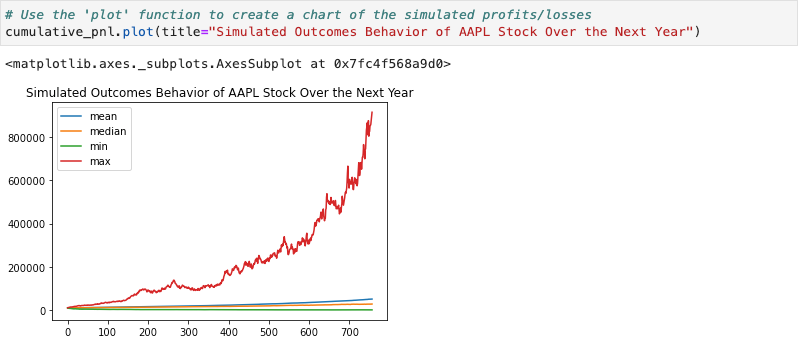 # Use the 'plot' function to create a chart of the simulated profits/losses
cumulative_pnl.plot(title="Simulated Outcomes Behavior of AAPL Stock Over the Next Year")
<matplotlib.axes._subplots.AxesSubplot at 0x7fc4f568a9d0>
Simulated Outcomes Behavior of AAPL Stock Over the Next Year
mean
median
min
max
800000
600000
400000
200000
0
0 100 200 300 400 500 600 700